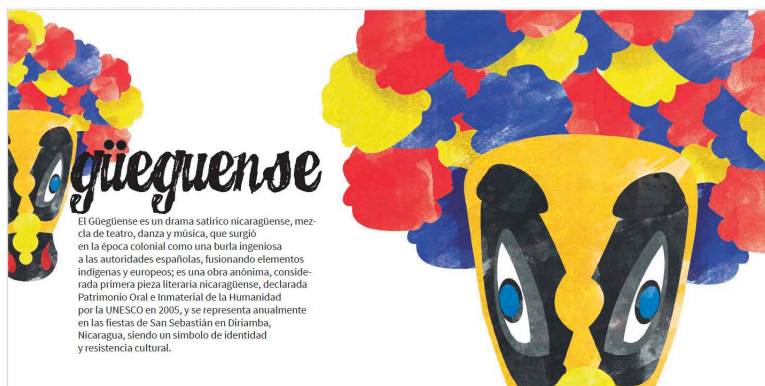 güeguense
El Güegüense es un drama satírico nicaragüense, mez-
cla de teatro, danza y música, que surgió
en la época colonial como una burla ingeniosa
a las autoridades españolas, fusionando elementos
indígenas y europeos; es una obra anónima, conside-
rada primera pieza literaria nicaragüense, declarada
Patrimonio Oral e Inmaterial de la Humanidad
por la UNESCO en 2005, y se representa anualmente
en las fiestas de San Sebastián en Diriamba,
Nicaragua, siendo un símbolo de identidad
y resistencia cultural.